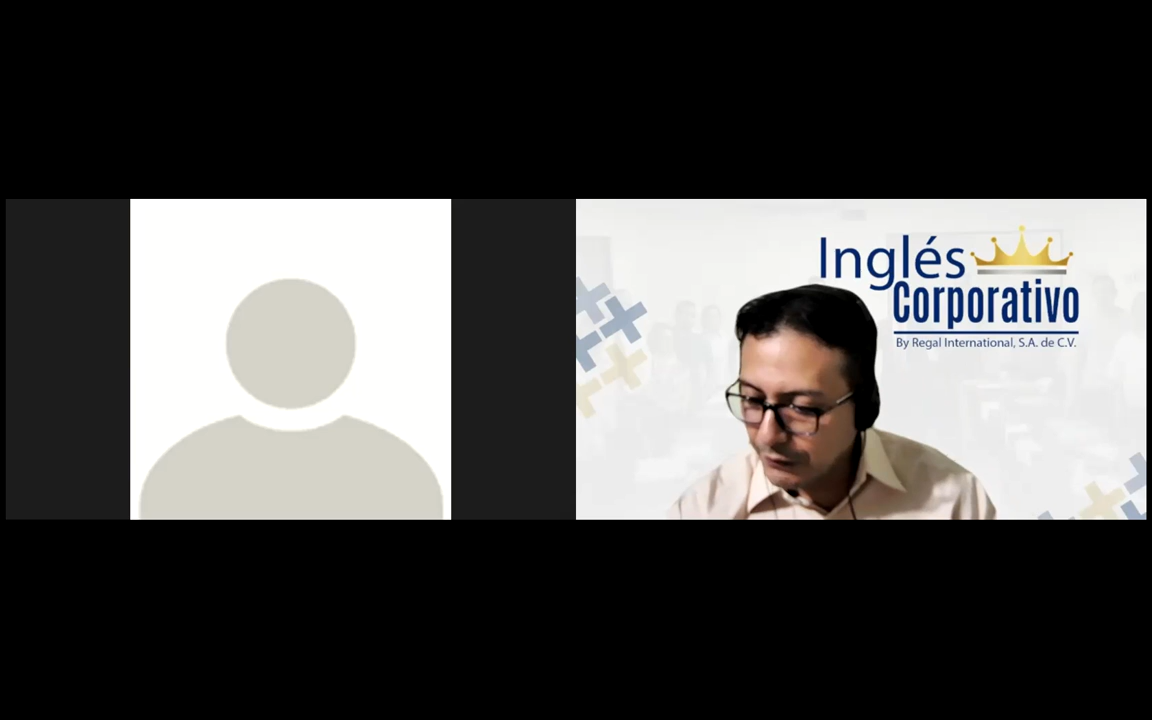 Inglés
Corporativo
By Regal International, S.A. de C.V.